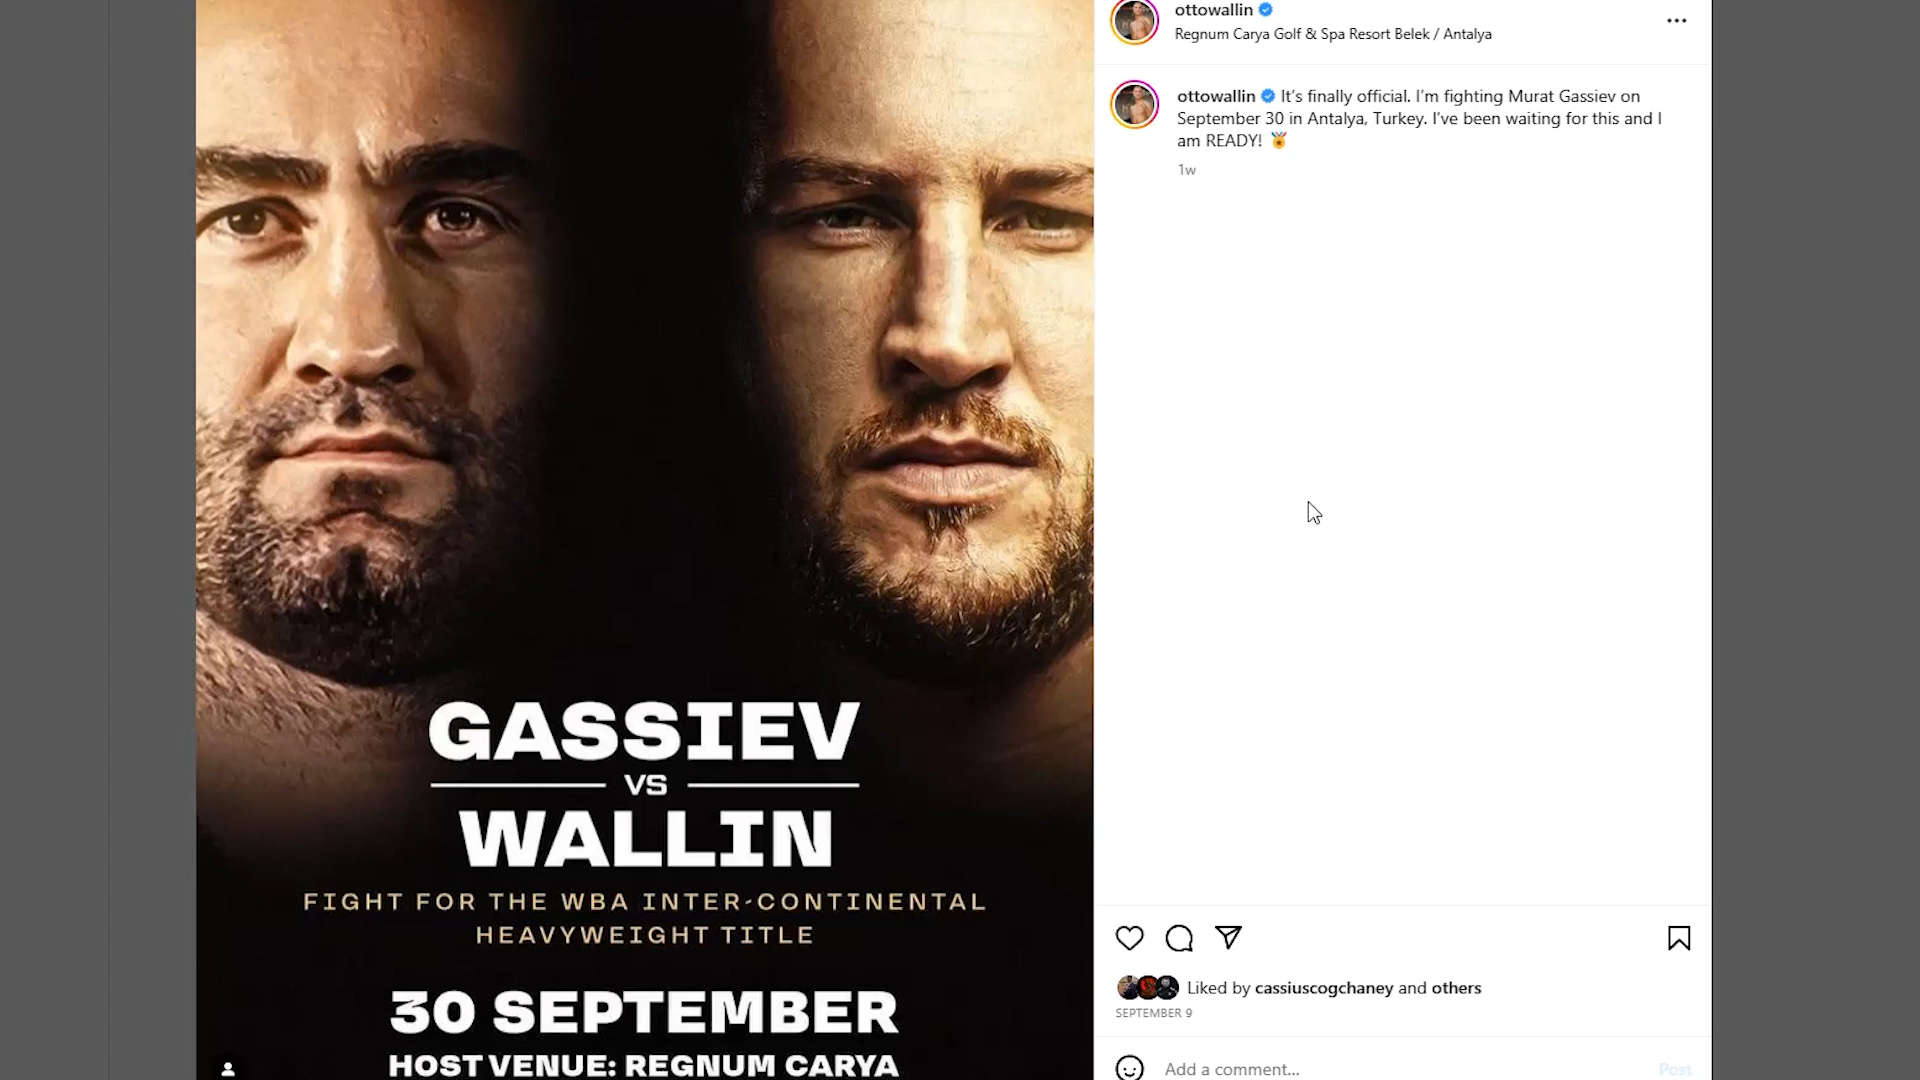 GASSIEV
VS
WALLIN
FIGHT FOR THE WBA INTER-CONTINENTAL
HEAVYWEIGHT TITLE
30 SEPTEMBER
HOST VENUE: REGNUM CARYA
ottowallin
Regnum Carya Golf & Spa Resort Belek / Antalya
ottowallin It’s finally official. I’m fighting Murat Gassiev on
September 30 in Antalya, Turkey. I’ve been waiting for this and I
am READY! 🏅
1w
Liked by cassiuscogchaney and others
SEPTEMBER 9
Add a comment...
Post